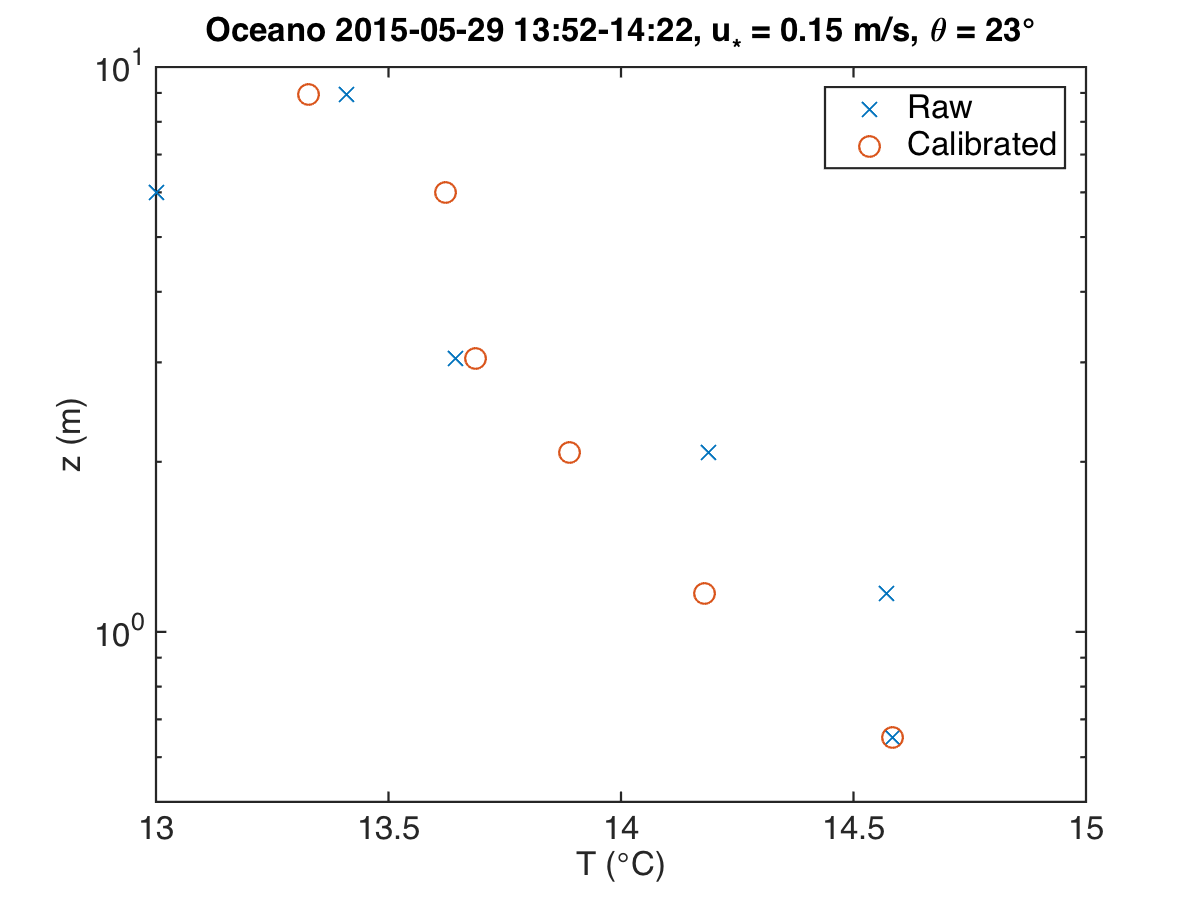 Oceano 2015-05-29 13:52-14:22, u* = 0.15 m/s, θ = 23°
10¹
Raw
Calibrated
z (m)
10⁰
13 13.5 14 14.5 15
T (°C)